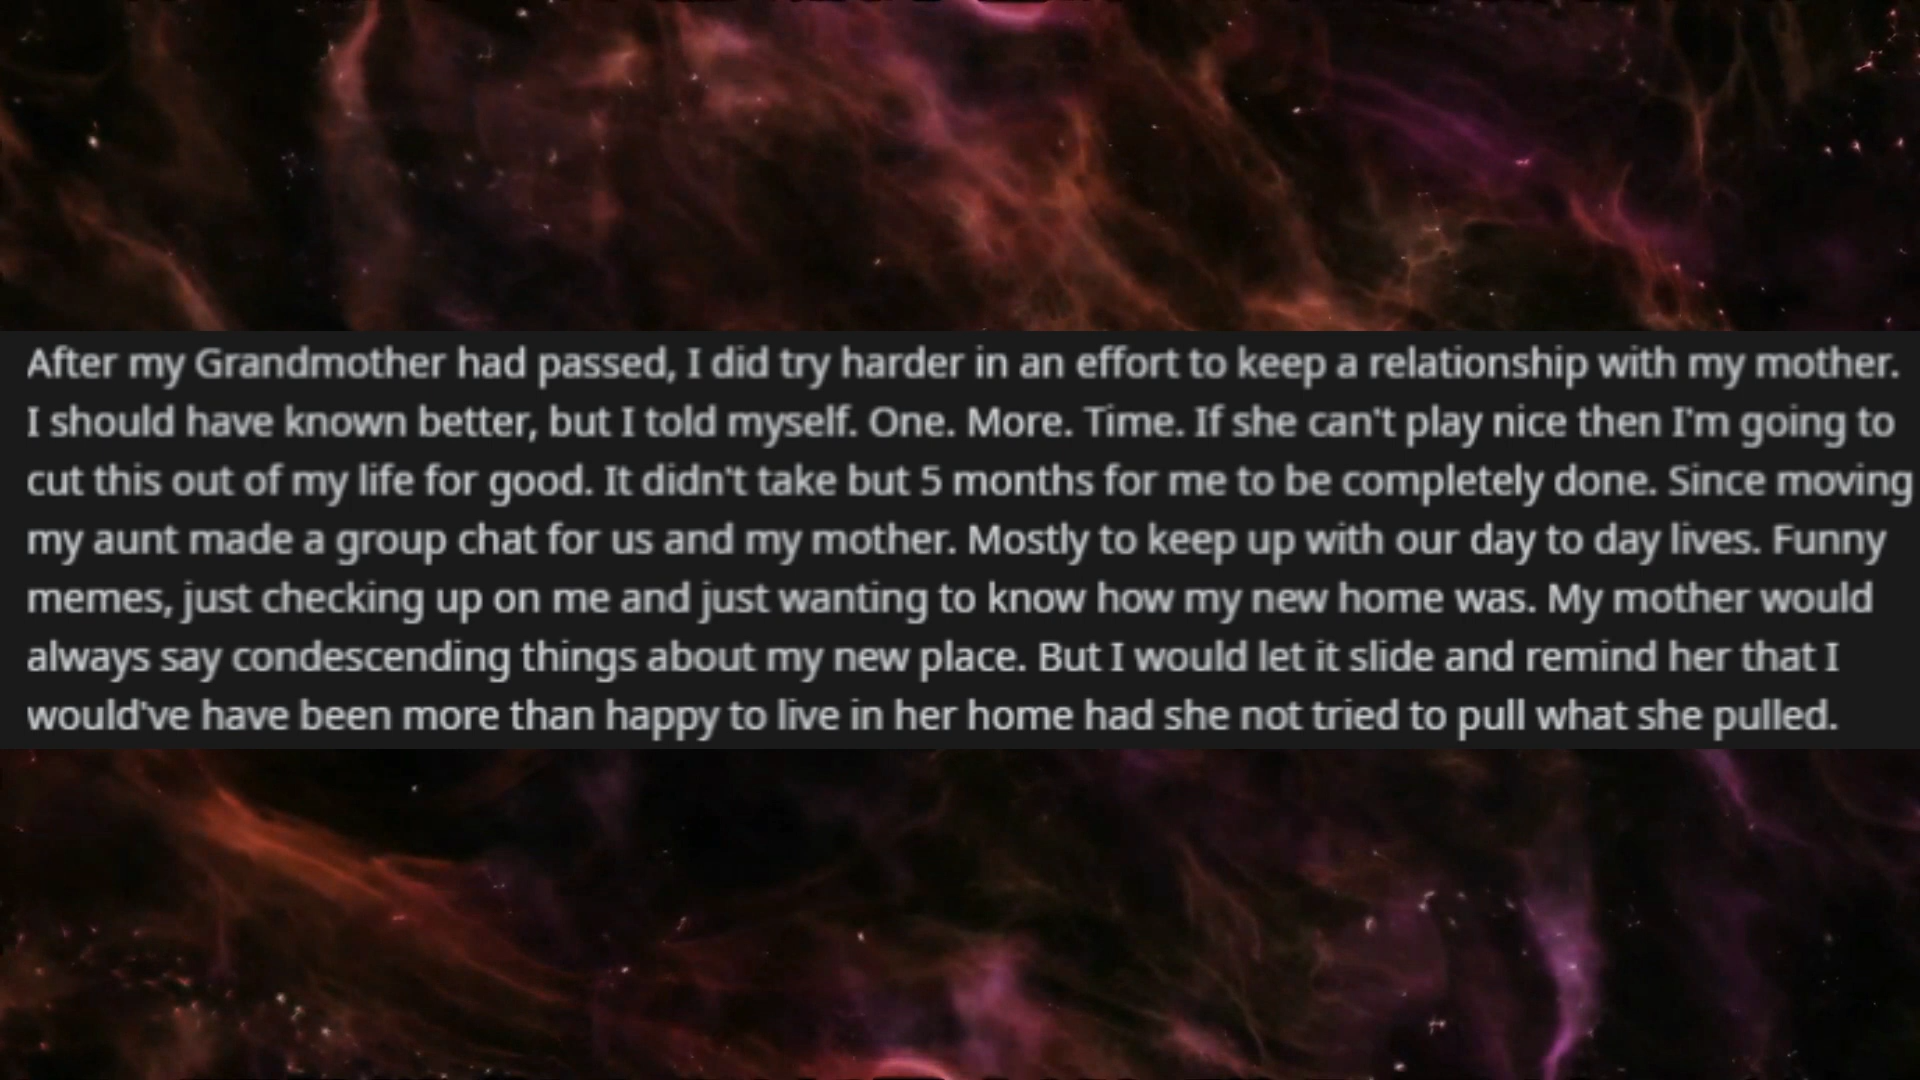 After my Grandmother had passed, I did try harder in an effort to keep a relationship with my mother.
I should have known better, but I told myself. One. More. Time. If she can't play nice then I'm going to
cut this out of my life for good. It didn't take but 5 months for me to be completely done. Since moving
my aunt made a group chat for us and my mother. Mostly to keep up with our day to day lives. Funny
memes, just checking up on me and just wanting to know how my new home was. My mother would
always say condescending things about my new place. But I would let it slide and remind her that I
would've have been more than happy to live in her home had she not tried to pull what she pulled.